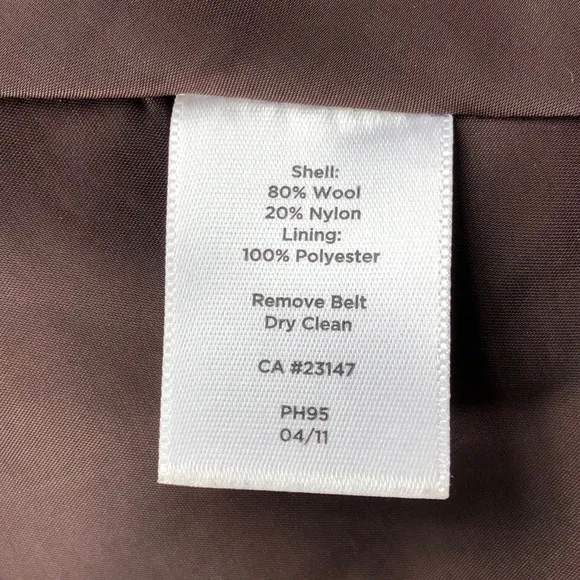 Shell:
80% Wool
20% Nylon
Lining:
100% Polyester
Remove Belt
Dry Clean
CA #23147
PH95
04/11